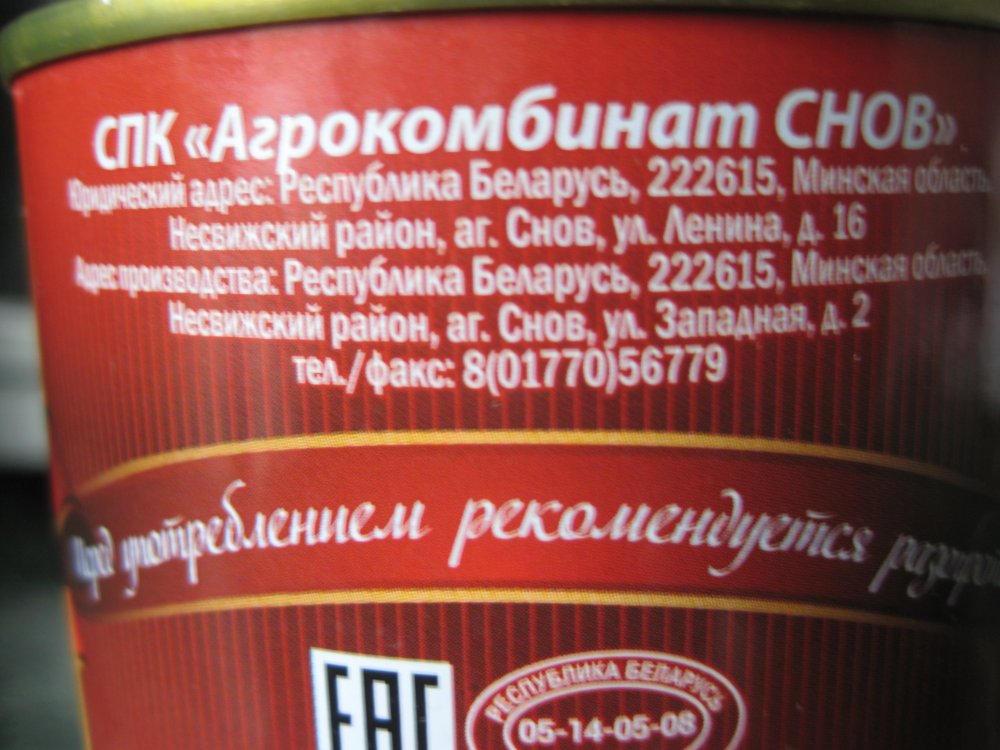 СПК «Агрокомбинат СНОВ»
Юридический адрес: Республика Беларусь, 222615, Минская область,
Несвижский район, аг. Снов, ул. Ленина, д. 16
Адрес производства: Республика Беларусь, 222615, Минская область,
Несвижский район, аг. Снов, ул. Западная, д. 2
тел./факс: 8(01770)56779
Перед употреблением рекомендуется
ЕАС
РЕСПУБЛИКА БЕЛАРУСЬ
05-14-05-08